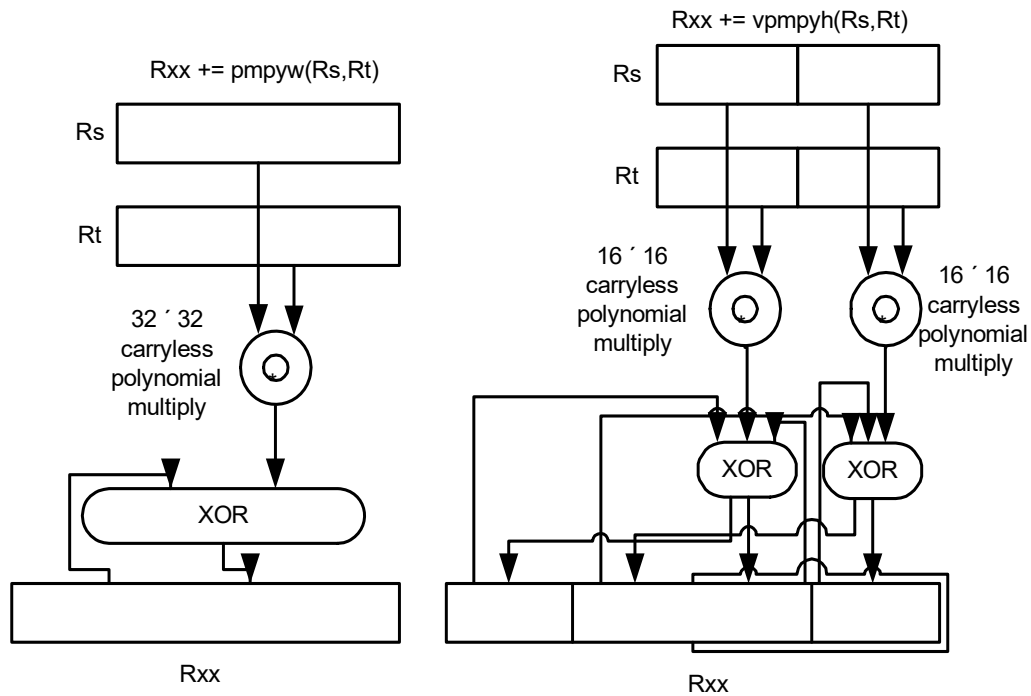 Rxx += pmpyw(Rs,Rt)
Rs
Rt
32 ´ 32
carryless
polynomial
multiply
*
XOR
Rxx
Rxx += vpmpyh(Rs,Rt)
Rs
Rt
16 ´ 16
carryless
polynomial
multiply
*
16 ´ 16
carryless
polynomial
multiply
*
XOR
XOR
Rxx